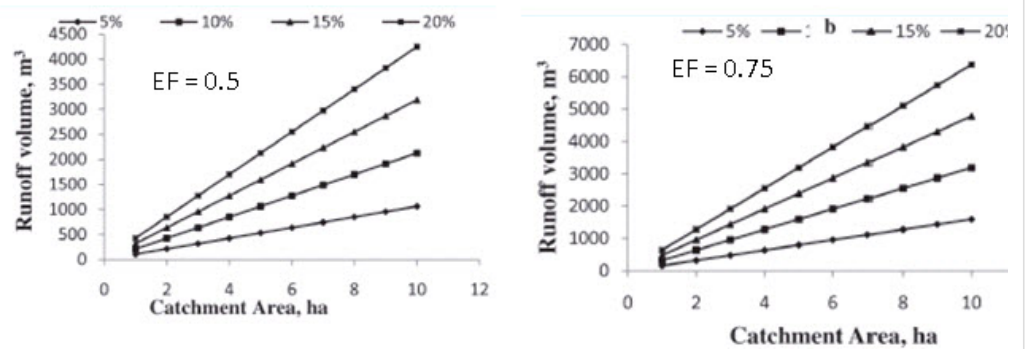 5% 10% 15% 20%
4500
4000
3500
3000
2500
2000
1500
1000
500
0
EF = 0.5
Runoff volume, m³
0 2 4 6 8 10 12
Catchment Area, ha
5% b 15% 20%
7000
6000
5000
4000
3000
2000
1000
0
EF = 0.75
Runoff volume, m³
0 2 4 6 8 10
Catchment Area, ha